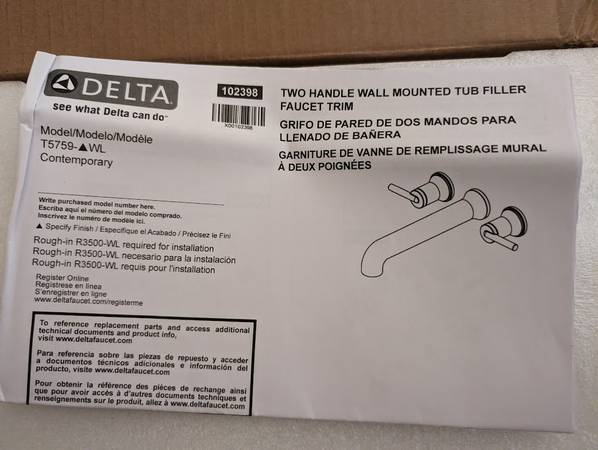 DELTA
see what Delta can do™
102398
X00102398
Model/Modelo/Modèle
T5759-▲WL
Contemporary
Write purchased model number here.
Escriba aquí el número del modelo comprado.
Inscrivez le numéro de modèle ici.
▲ Specify Finish / Especifique el Acabado / Précisez le Fini
Rough-in R3500-WL required for installation
Rough-in R3500-WL necesario para la instalación
Rough-in R3500-WL requis pour l'installation
Register Online
Regístrese en línea
S'enregistrer en ligne
www.deltafaucet.com/registerme
To reference replacement parts and access additional
technical documents and product info,
visit www.deltafaucet.com
Para referencia sobre las piezas de repuesto y acceder
a documentos técnicos adicionales e información del
producto, visite www.deltafaucet.com
Pour obtenir la référence des pièces de rechange ainsi
que pour avoir accès à d'autres documents techniques et
renseignements sur le produit, allez à www.deltafaucet.com
TWO HANDLE WALL MOUNTED TUB FILLER
FAUCET TRIM
GRIFO DE PARED DE DOS MANDOS PARA
LLENADO DE BAÑERA
GARNITURE DE VANNE DE REMPLISSAGE MURAL
À DEUX POIGNÉES